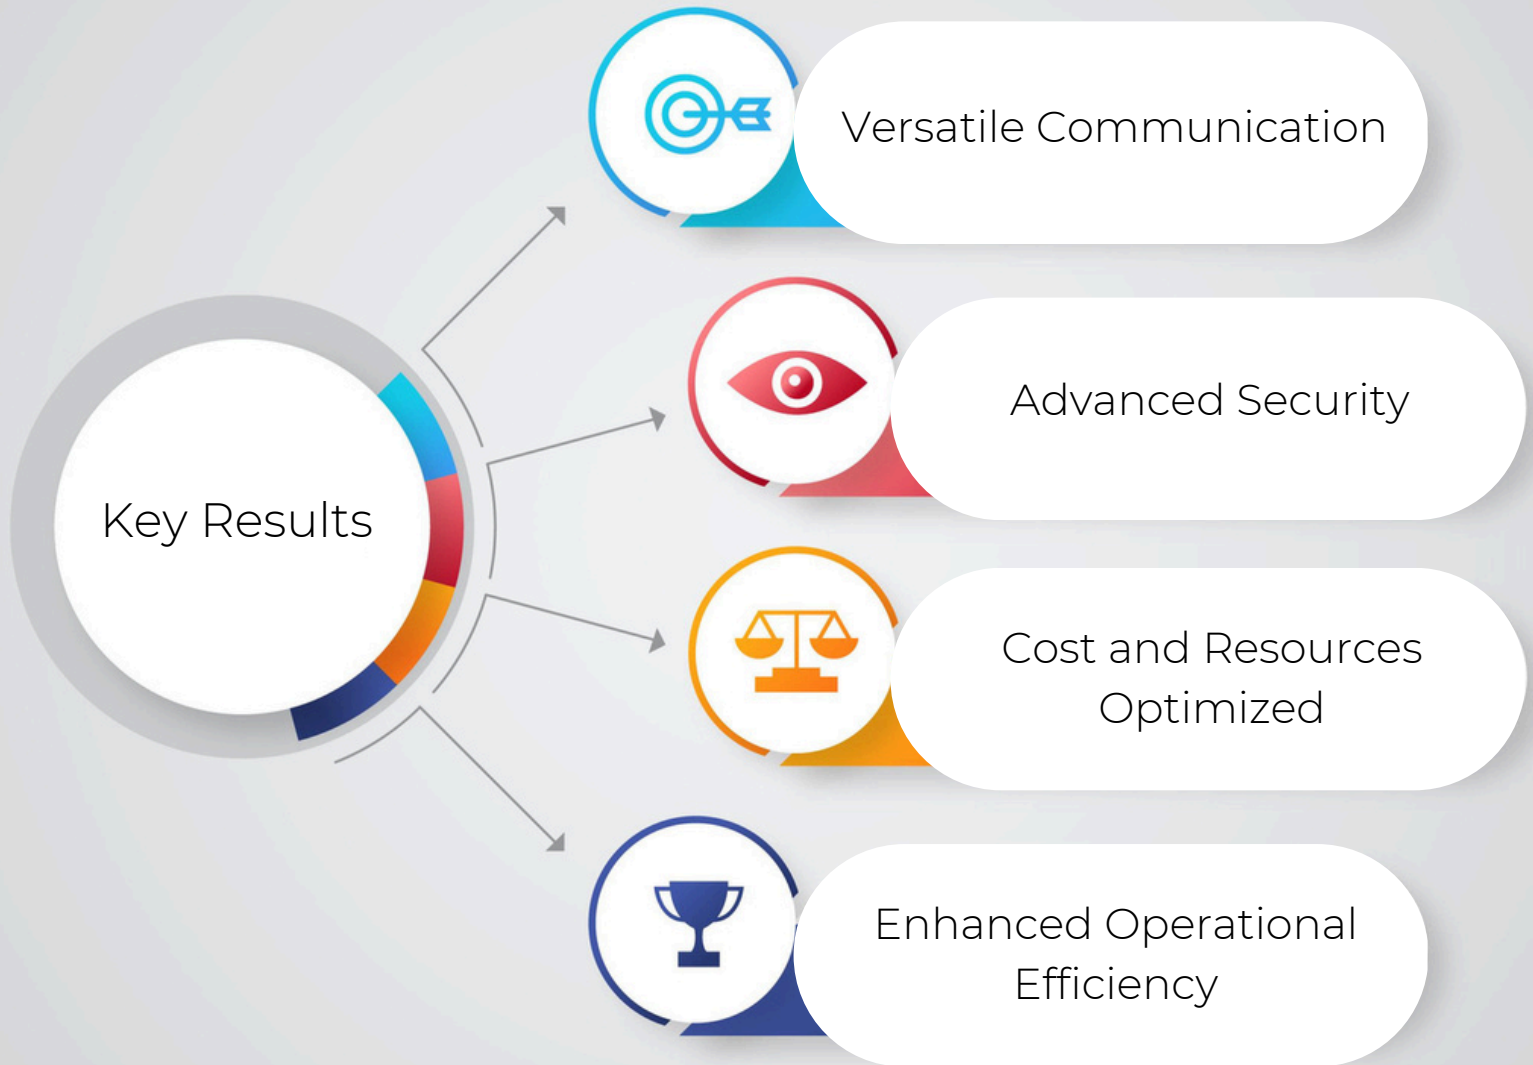 Versatile Communication
Advanced Security
Key Results
Cost and Resources
Optimized
Enhanced Operational
Efficiency